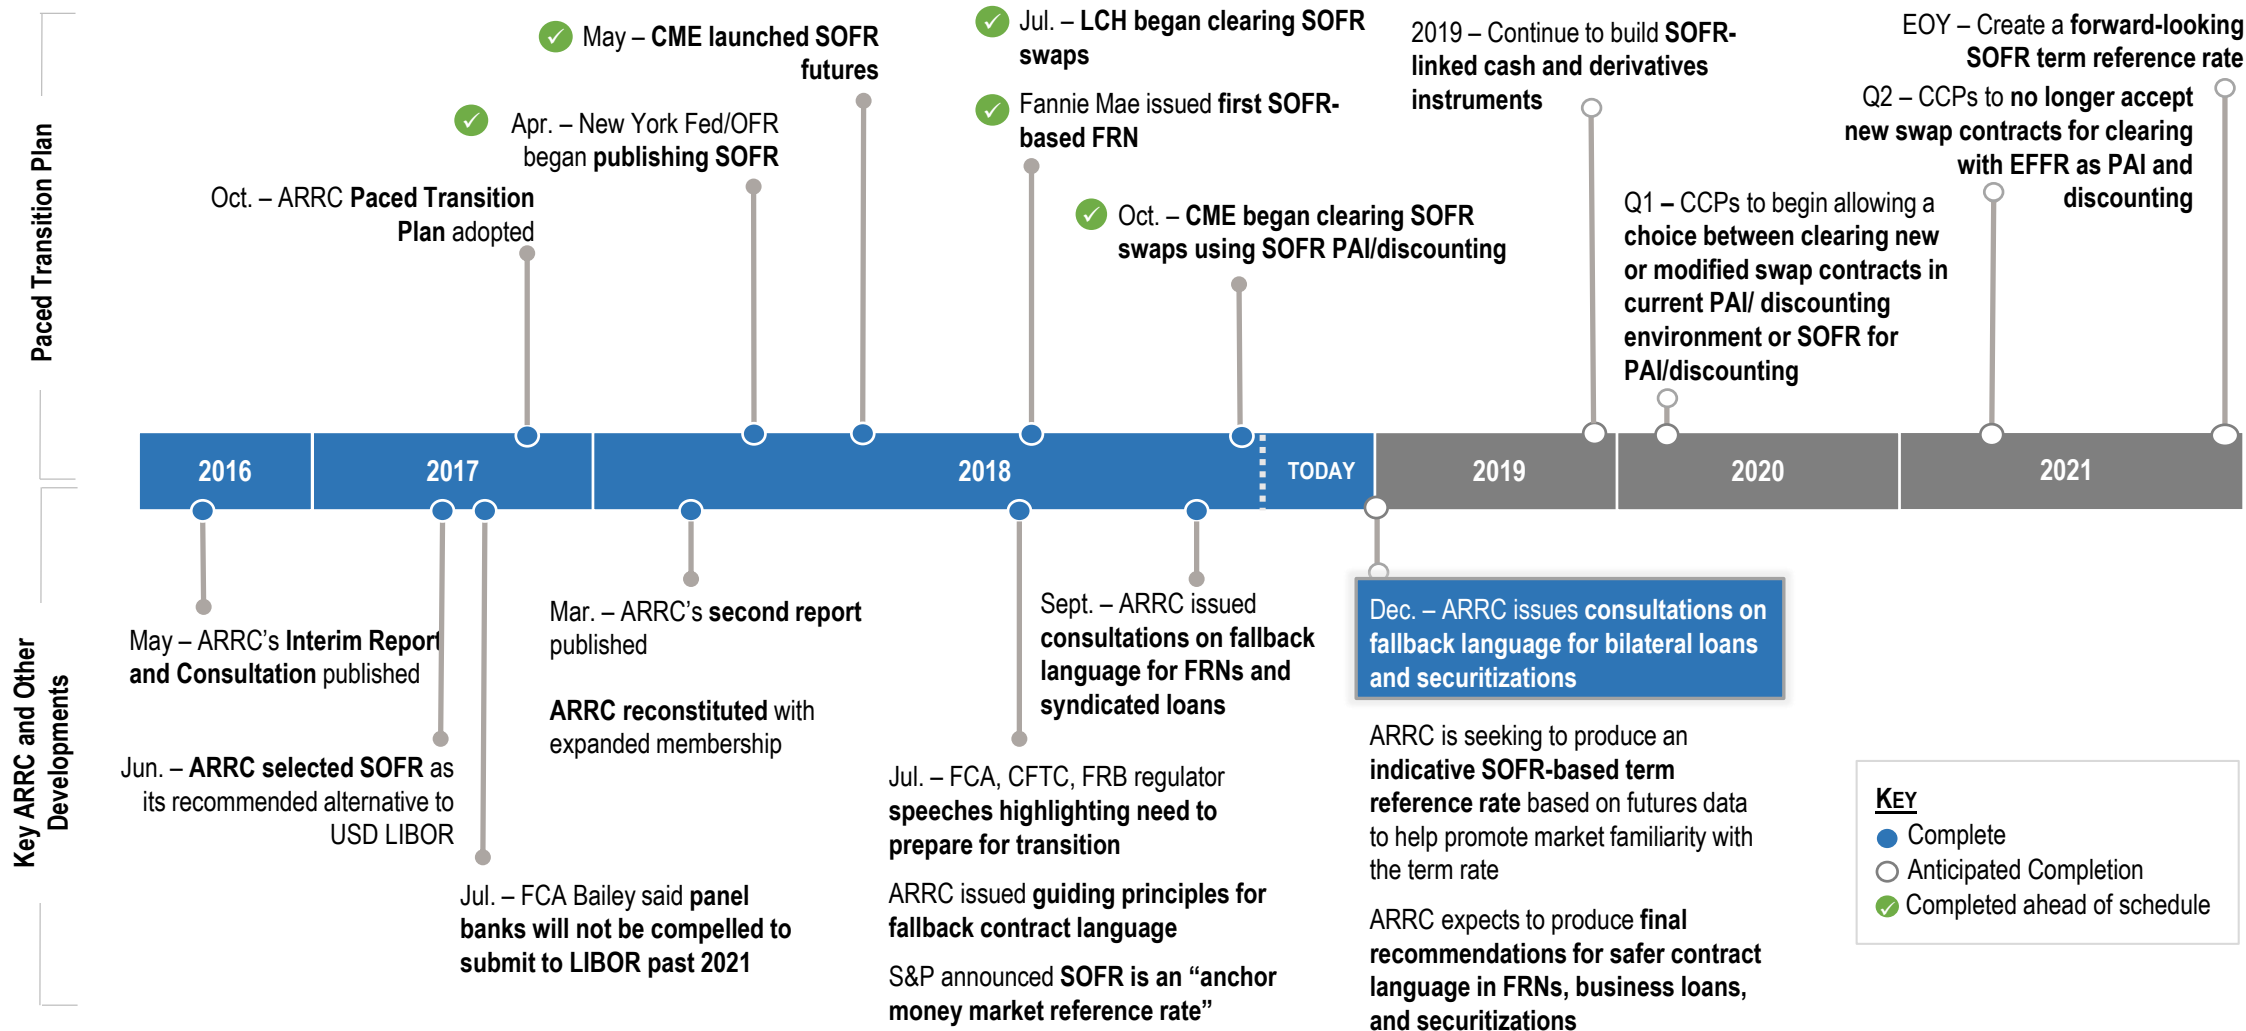 Paced Transition Plan
May – CME launched SOFR
futures
Jul. – LCH began clearing SOFR
swaps
2019 – Continue to build SOFR-
linked cash and derivatives
instruments
EOY – Create a forward-looking
SOFR term reference rate
Apr. – New York Fed/OFR
began publishing SOFR
Fannie Mae issued first SOFR-
based FRN
Q2 – CCPs to no longer accept
new swap contracts for clearing
with EFFR as PAI and
discounting
Oct. – ARRC Paced Transition
Plan adopted
Oct. – CME began clearing SOFR
swaps using SOFR PAI/discounting
Q1 – CCPs to begin allowing a
choice between clearing new
or modified swap contracts in
current PAI/ discounting
environment or SOFR for
PAI/discounting
2016
2017
2018
TODAY
2019
2020
2021
Key ARRC and Other
Developments
May – ARRC's Interim Report
and Consultation published
Jun. – ARRC selected SOFR as
its recommended alternative to
USD LIBOR
Jul. – FCA Bailey said panel
banks will not be compelled to
submit to LIBOR past 2021
Mar. – ARRC's second report
published
ARRC reconstituted with
expanded membership
Jul. – FCA, CFTC, FRB regulator
speeches highlighting need to
prepare for transition
ARRC issued guiding principles for
fallback contract language
S&P announced SOFR is an “anchor
money market reference rate”
Sept. – ARRC issued
consultations on fallback
language for FRNs and
syndicated loans
Dec. – ARRC issues consultations on
fallback language for bilateral loans
and securitizations
ARRC is seeking to produce an
indicative SOFR-based term
reference rate based on futures data
to help promote market familiarity with
the term rate
ARRC expects to produce final
recommendations for safer contract
language in FRNs, business loans,
and securitizations
KEY
Complete
Anticipated Completion
Completed ahead of schedule